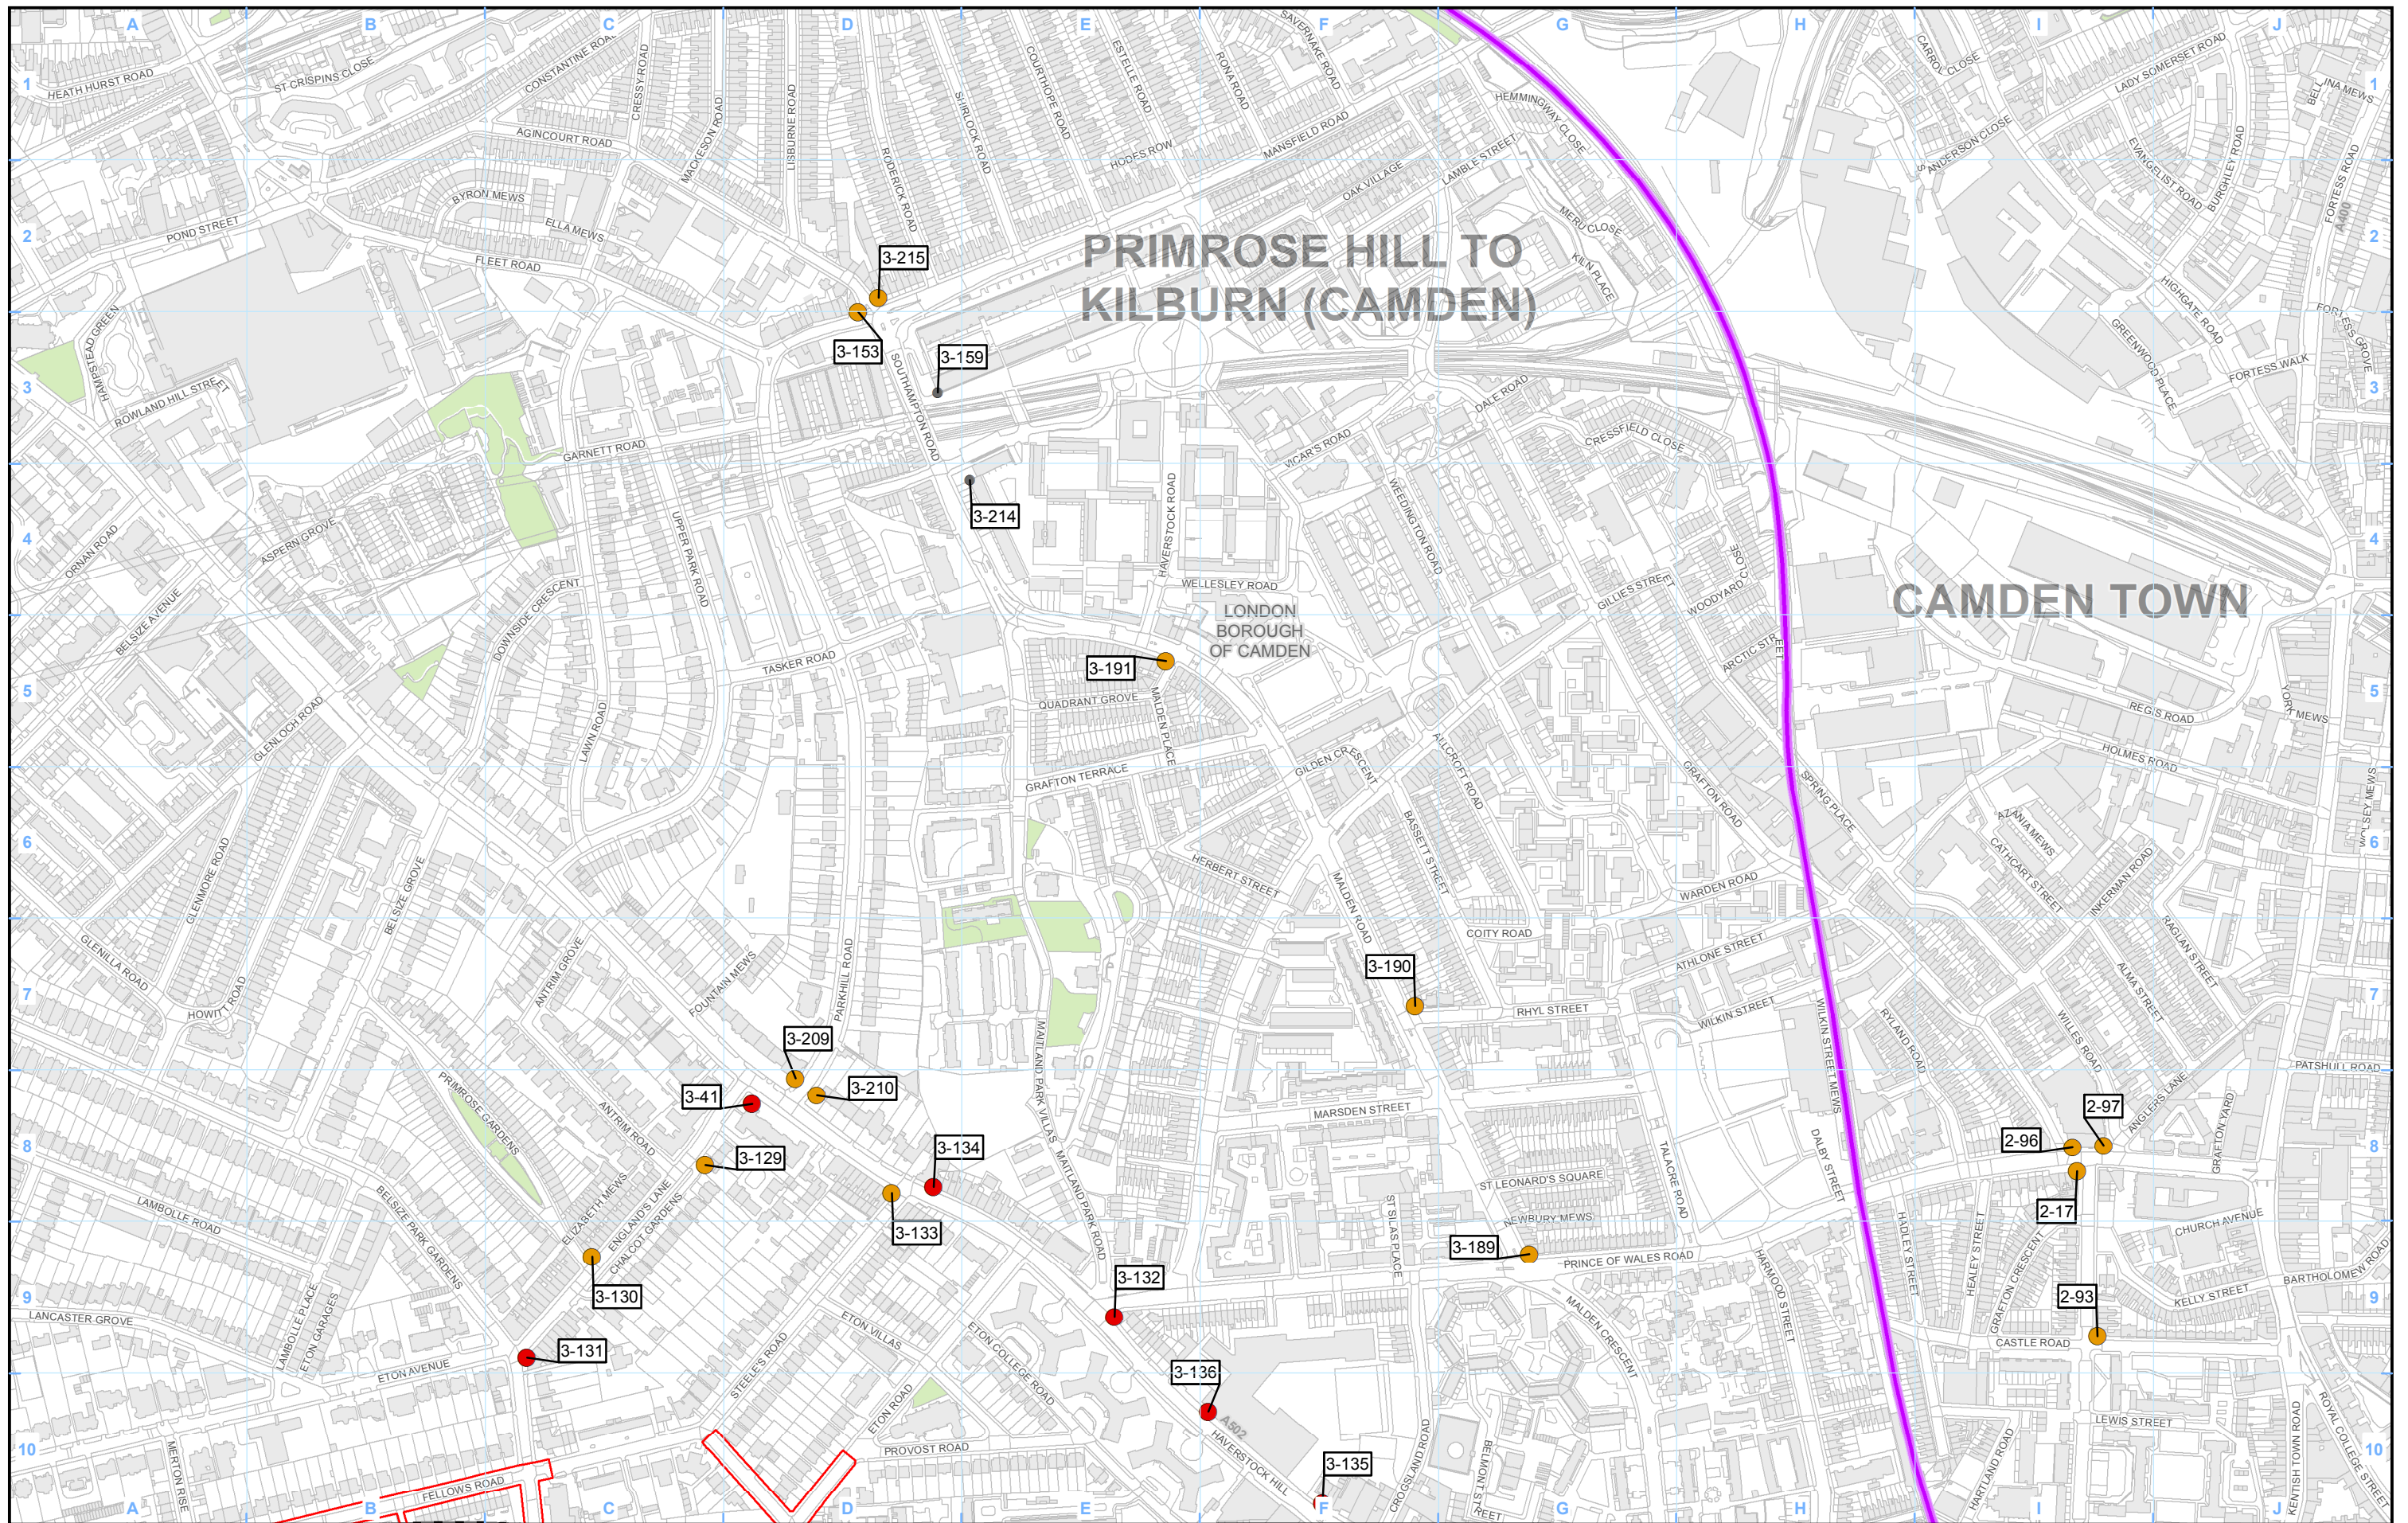 A B C D E F G H I J
1 1
HEATH HURST ROAD
ST CRISPINS CLOSE
CONSTANTINE ROAD
CRESSY ROAD
AGINCOURT ROAD
MACKESON ROAD
LISBURNE ROAD
RODERICK ROAD
SHIRLOCK ROAD
COURTHOPE ROAD
ESTELLE ROAD
RONA ROAD
SAVERNAKE ROAD
HODES ROW
MANSFIELD ROAD
HEMMINGWAY CLOSE
CARROL CLOSE
LADY SOMERSET ROAD
ANDERSON CLOSE
BURGHLEY ROAD
EVANGELIST ROAD
FORTESS ROAD
A400
2 2
POND STREET
BYRON MEWS
ELLA MEWS
FLEET ROAD
OAK VILLAGE
LAMBLE STREET
MERU CLOSE
KILN PLACE
3-215
PRIMROSE HILL TO
KILBURN (CAMDEN)
3-153
3-159
HIGHGATE ROAD
GREENWOOD PLACE
FORTESS GROVE
FORTESS WALK
3 3
HAMPSTEAD GREEN
ROWLAND HILL STREET
GARNETT ROAD
SOUTHAMPTON ROAD
VICAR'S ROAD
DALE ROAD
CRESSFIELD CLOSE
3-214
4 4
ORNAN ROAD
ASPERN GROVE
UPPER PARK ROAD
HAVERSTOCK ROAD
WEEDINGTON ROAD
WELLESLEY ROAD
GILLIES STREET
WOODYARD CLOSE
CAMDEN TOWN
LONDON
BOROUGH
OF CAMDEN
BELSIZE AVENUE
DOWNSIDE CRESCENT
TASKER ROAD
3-191
ARCTIC STREET
5 5
GLENLOCH ROAD
LAWN ROAD
QUADRANT GROVE
MALDEN PLACE
GRAFTON TERRACE
GILDEN CRESCENT
ALLCROFT ROAD
GRAFTON ROAD
SPRING PLACE
REGIS ROAD
YORK MEWS
HOLMES ROAD
6 6
GLENMORE ROAD
BELSIZE GROVE
HERBERT STREET
BASSETT STREET
MALDEN ROAD
WARDEN ROAD
AZANIA MEWS
CATHCART STREET
INKERMAN ROAD
7 7
GLENILLA ROAD
HOWITT ROAD
ANTRIM GROVE
FOUNTAIN MEWS
PARKHILL ROAD
MAITLAND PARK VILLAS
COITY ROAD
3-190
RHYL STREET
ATHLONE STREET
WILKIN STREET
WILKIN STREET MEWS
RYLAND ROAD
WILLES ROAD
ALMA STREET
RAGLAN STREET
PATSHULL ROAD
3-209
3-41
3-210
8 8
PRIMROSE GARDENS
ANTRIM ROAD
3-129
3-134
MARSDEN STREET
TALACRE ROAD
DALBY STREET
2-97
2-96
ANGLERS LANE
GRAFTON YARD
2-17
ST LEONARD'S SQUARE
MAITLAND PARK ROAD
3-133
LAMBOLLE ROAD
BELSIZE PARK GARDENS
ELIZABETH MEWS
ENGLAND'S LANE
CHALCOT GARDENS
ST SILAS PLACE
NEWBURY MEWS
3-189
PRINCE OF WALES ROAD
HADLEY STREET
HEALEY STREET
GRAFTON CRESCENT
CHURCH AVENUE
BARTHOLOMEW ROAD
9 9
LANCASTER GROVE
LAMBOLLE PLACE
ETON GARAGES
3-130
3-132
2-93
KELLY STREET
CASTLE ROAD
MALDEN CRESCENT
HARMOOD STREET
3-131
ETON AVENUE
STEELE'S ROAD
ETON VILLAS
ETON COLLEGE ROAD
3-136
10 10
MERTON RISE
FELLOWS ROAD
ETON ROAD
PROVOST ROAD
A502
HAVERSTOCK HILL
3-135
CROGSLAND ROAD
BELMONT STREET
HARTLAND ROAD
LEWIS STREET
KENTISH TOWN ROAD
ROYAL COLLEGE STREET
A B C D E F G H I J